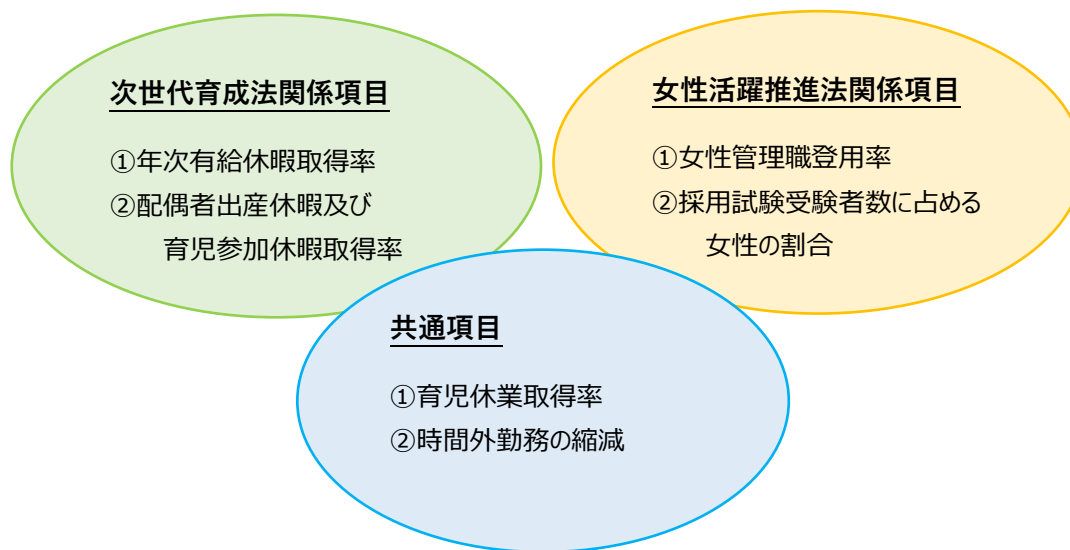 次世代育成法関係項目
①年次有給休暇取得率
②配偶者出産休暇及び
育児参加休暇取得率
女性活躍推進法関係項目
①女性管理職登用率
②採用試験受験者数に占める
女性の割合
共通項目
①育児休業取得率
②時間外勤務の縮減